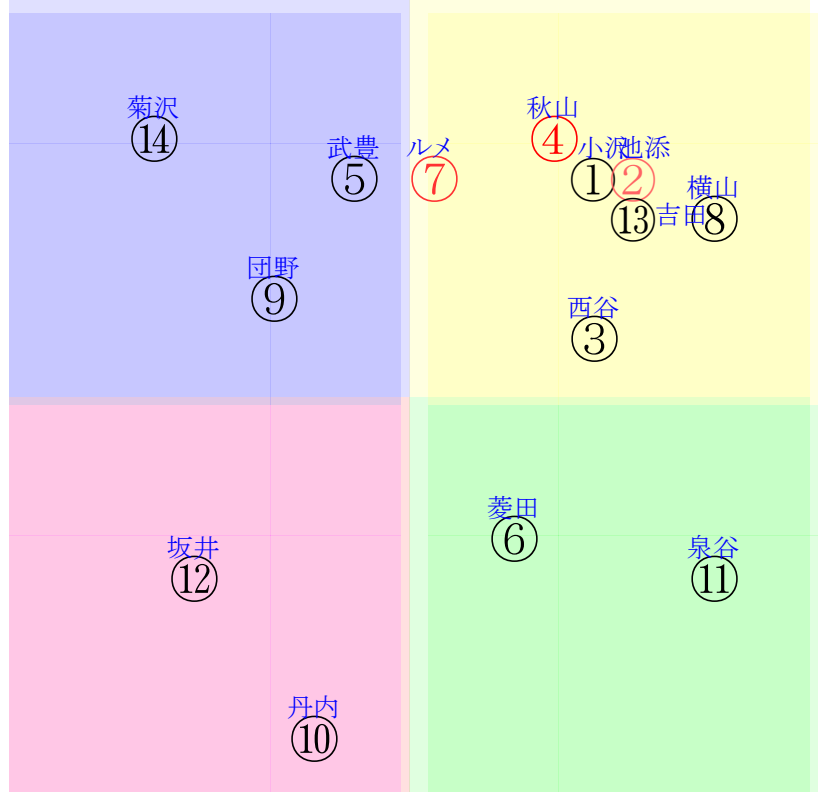 菊沢
⑭
武豊
⑤
ルメ
⑦
秋山
④
小沢
①
池添
②
⑬
吉田
横山
⑧
団野
⑨
西谷
③
菱田
⑥
坂井
⑫
泉谷
⑪
丹内
⑩